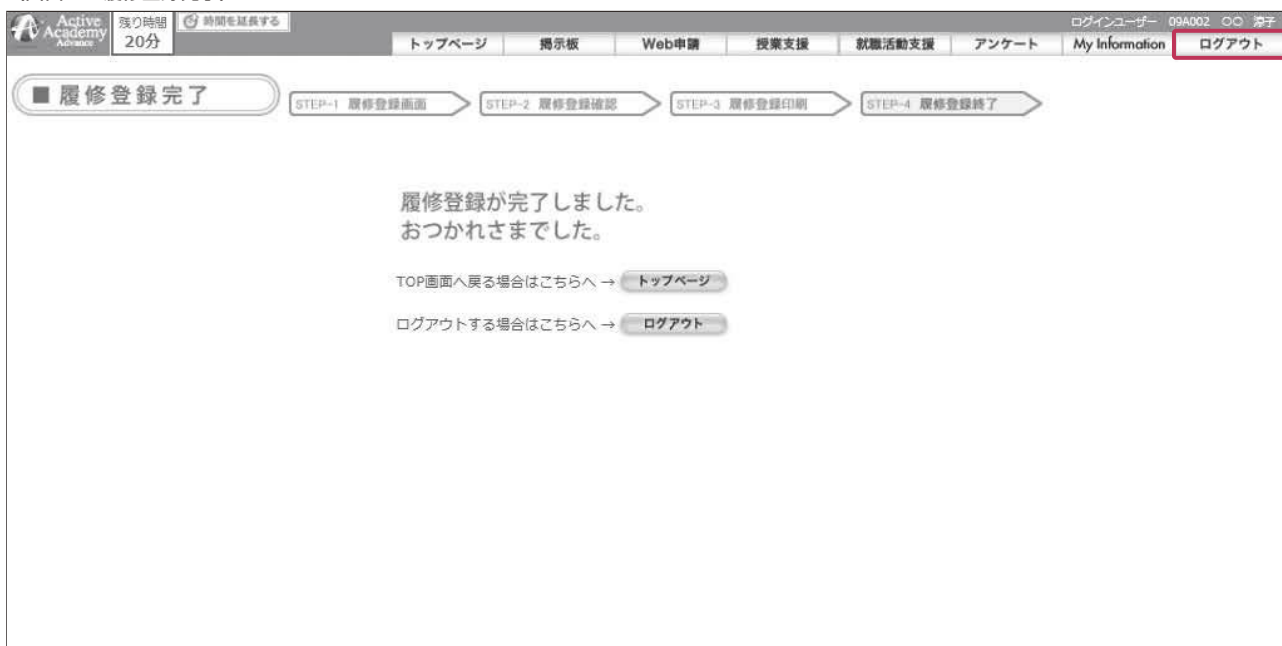 Active Academy Advance
残り時間
20分
時間を延長する
ログインユーザー 09A002 ○○ 淳子
トップページ 掲示板 Web申請 授業支援 就職活動支援 アンケート My Information ログアウト
■ 履修登録完了
STEP-1 履修登録画面 STEP-2 履修登録確認 STEP-3 履修登録印刷 STEP-4 履修登録終了
履修登録が完了しました。
おつかれさまでした。
TOP画面へ戻る場合はこちらへ → トップページ
ログアウトする場合はこちらへ → ログアウト